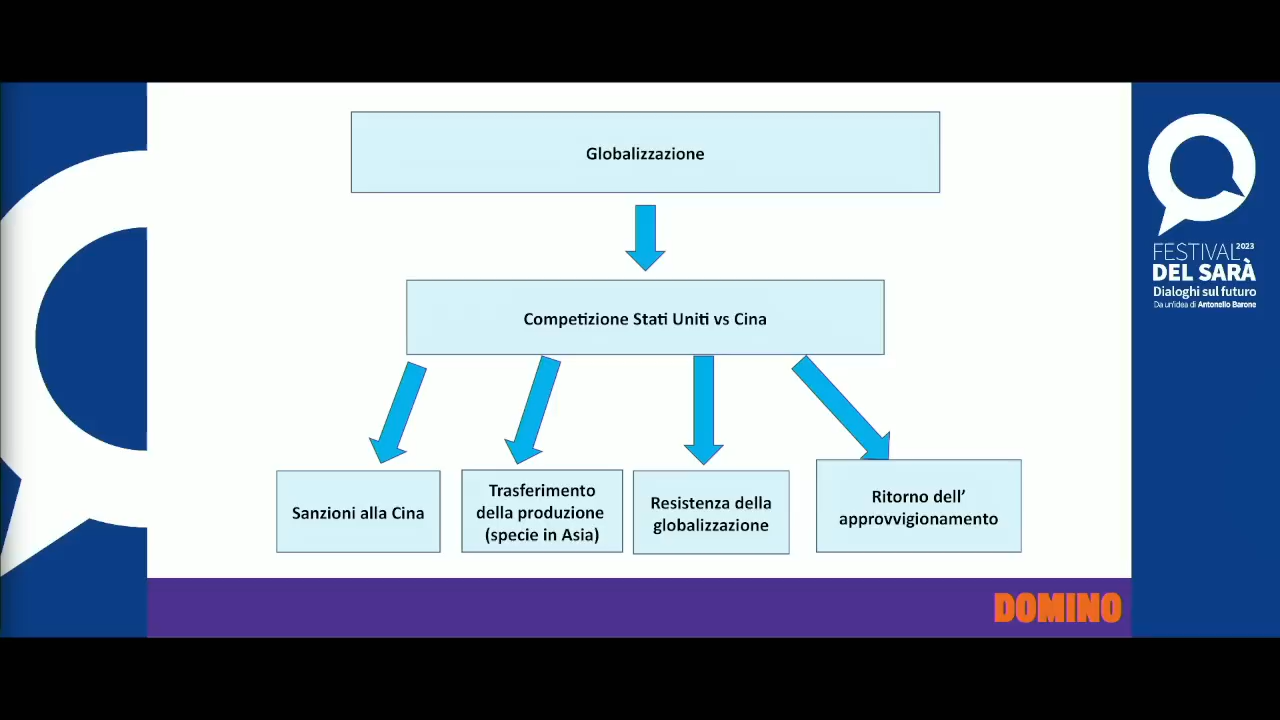 Globalizzazione
Competizione Stati Uniti vs Cina
Sanzioni alla Cina
Trasferimento
della produzione
(specie in Asia)
Resistenza della
globalizzazione
Ritorno dell’
approvvigionamento
FESTIVAL 2023
DEL SARÀ
Dialoghi sul futuro
Da un'idea di Antonello Barone
DOMINO